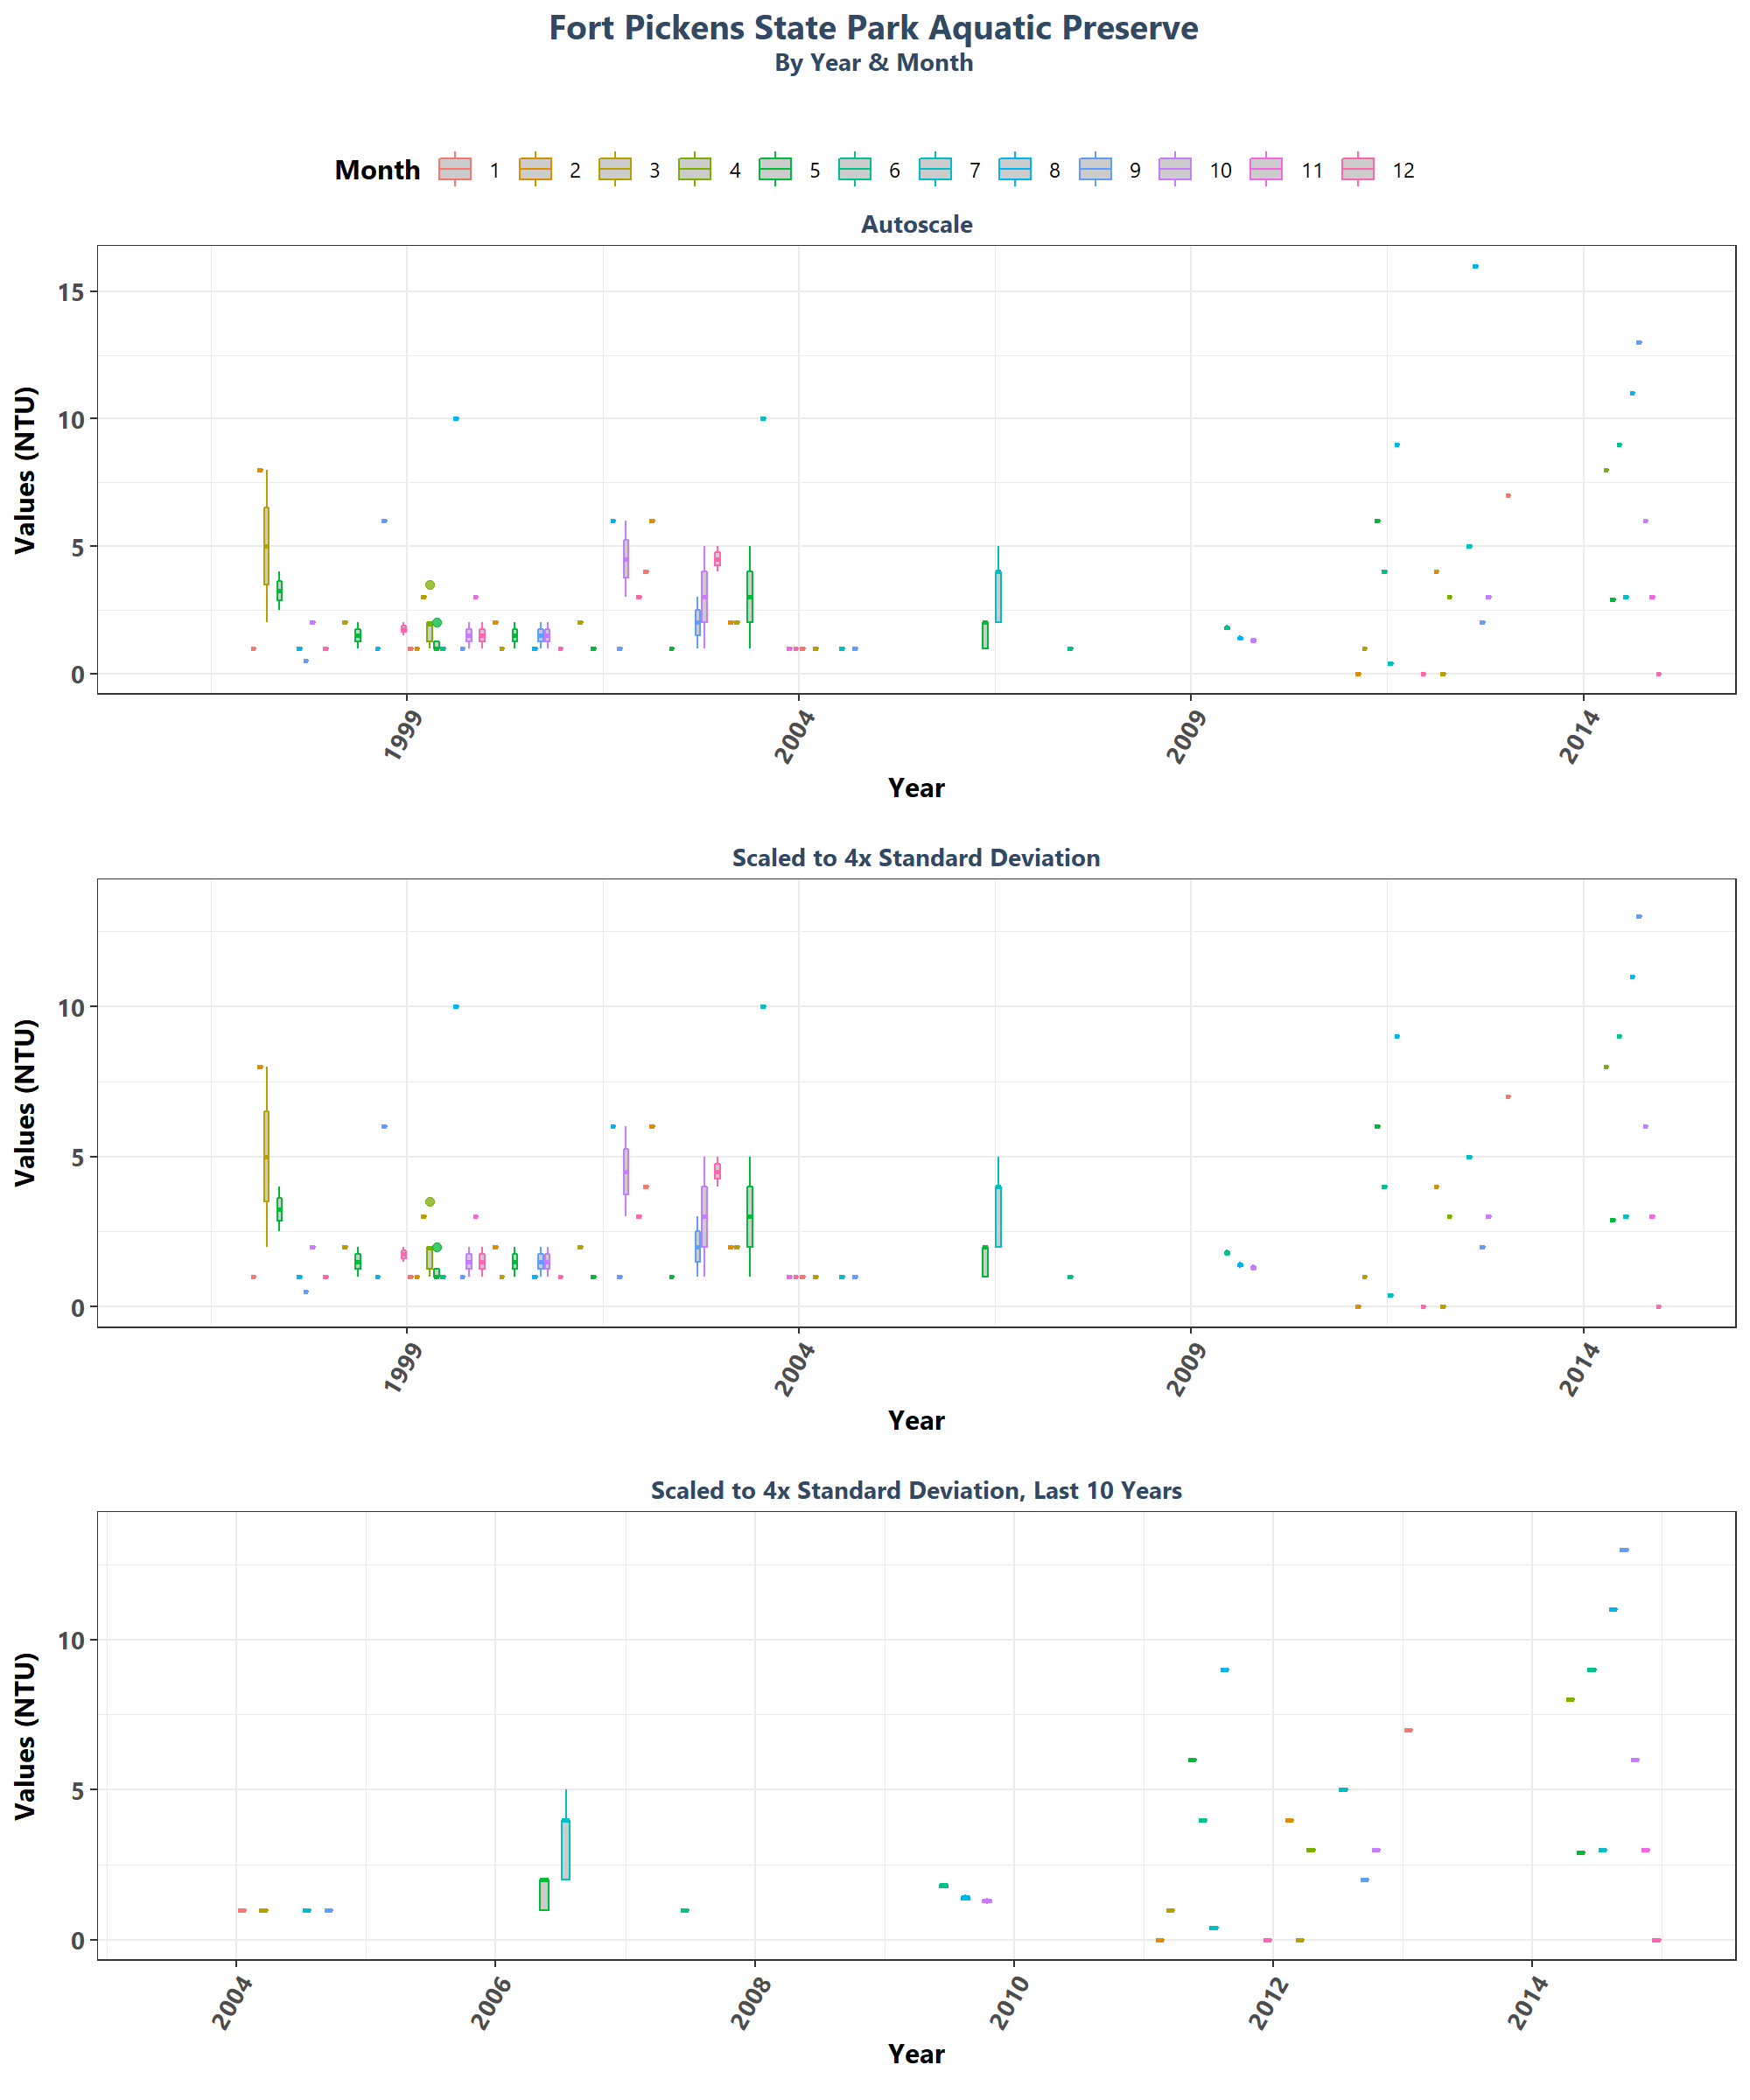 Fort Pickens State Park Aquatic Preserve
By Year & Month
Month 1 2 3 4 5 6 7 8 9 10 11 12
Autoscale
Values (NTU)
15
10
5
0
1999 2004 2009 2014
Year
Scaled to 4x Standard Deviation
Values (NTU)
10
5
0
1999 2004 2009 2014
Year
Scaled to 4x Standard Deviation, Last 10 Years
Values (NTU)
10
5
0
2004 2006 2008 2010 2012 2014
Year